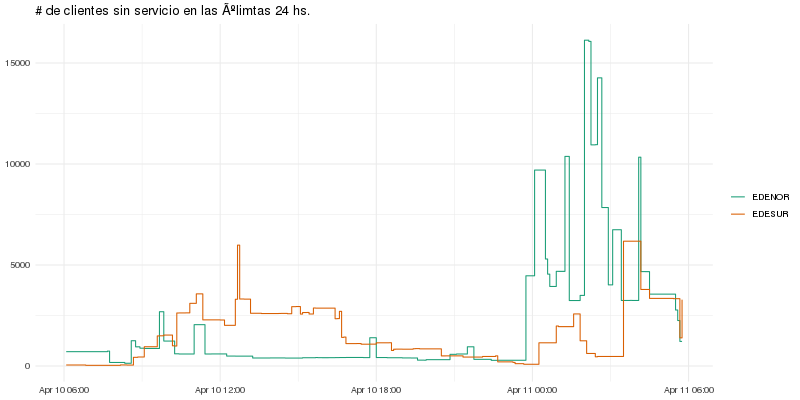 # de clientes sin servicio en las Ãºlimtas 24 hs.
15000
10000
5000
0
Apr 10 06:00
Apr 10 12:00
Apr 10 18:00
Apr 11 00:00
Apr 11 06:00
EDENOR
EDESUR